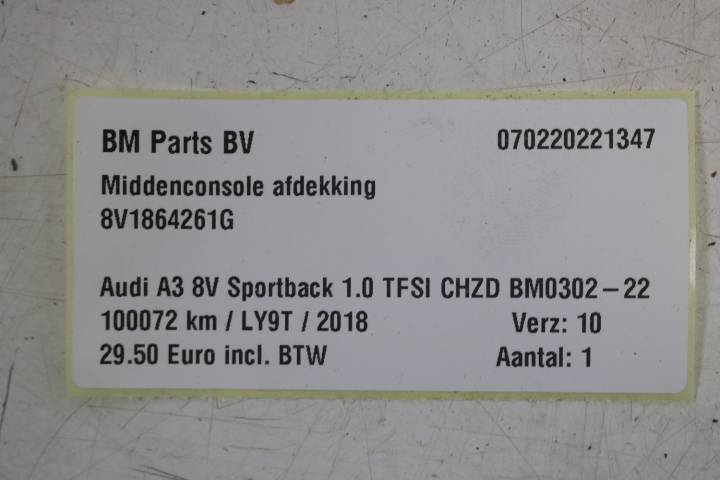 BM Parts BV 070220221347
Middenconsole afdekking
8V1864261G
Audi A3 8V Sportback 1.0 TFSI CHZD BM0302-22
100072 km / LY9T / 2018 Verz: 10
29.50 Euro incl. BTW Aantal: 1